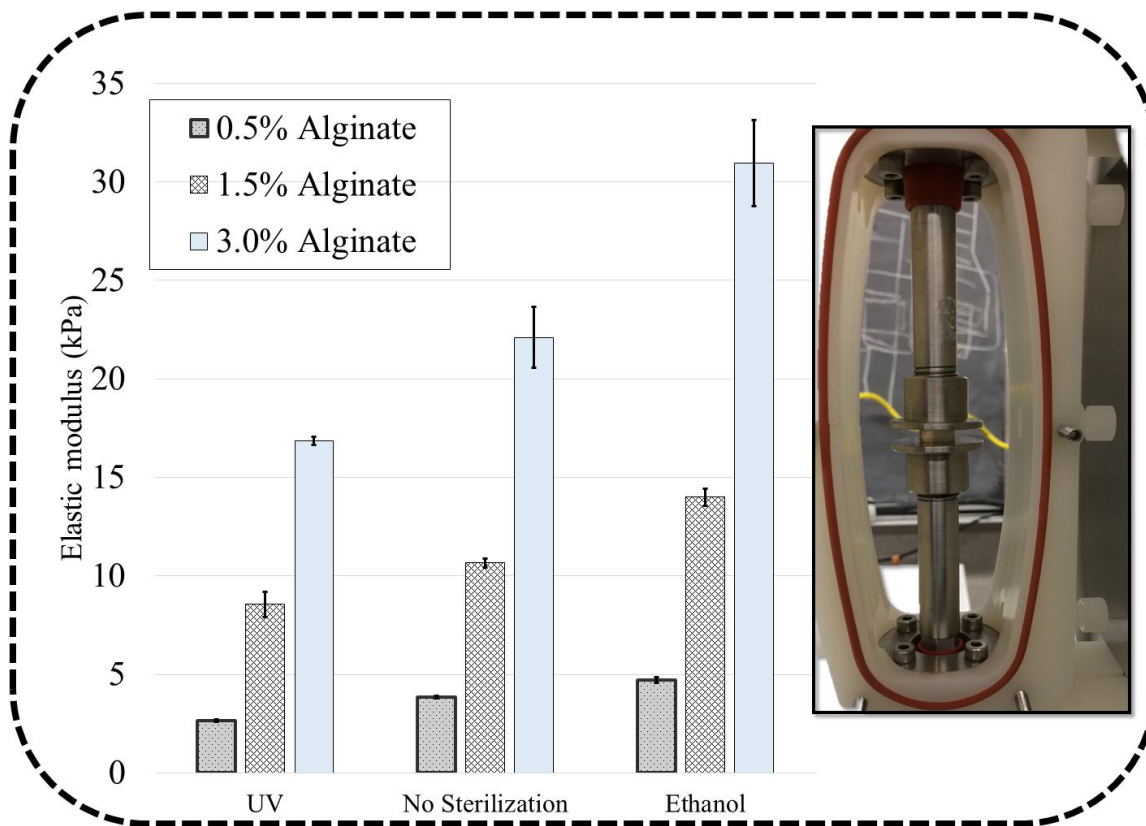 35
30
25
20
15
10
5
0
Elastic modulus (kPa)
0.5% Alginate
1.5% Alginate
3.0% Alginate
UV No Sterilization Ethanol